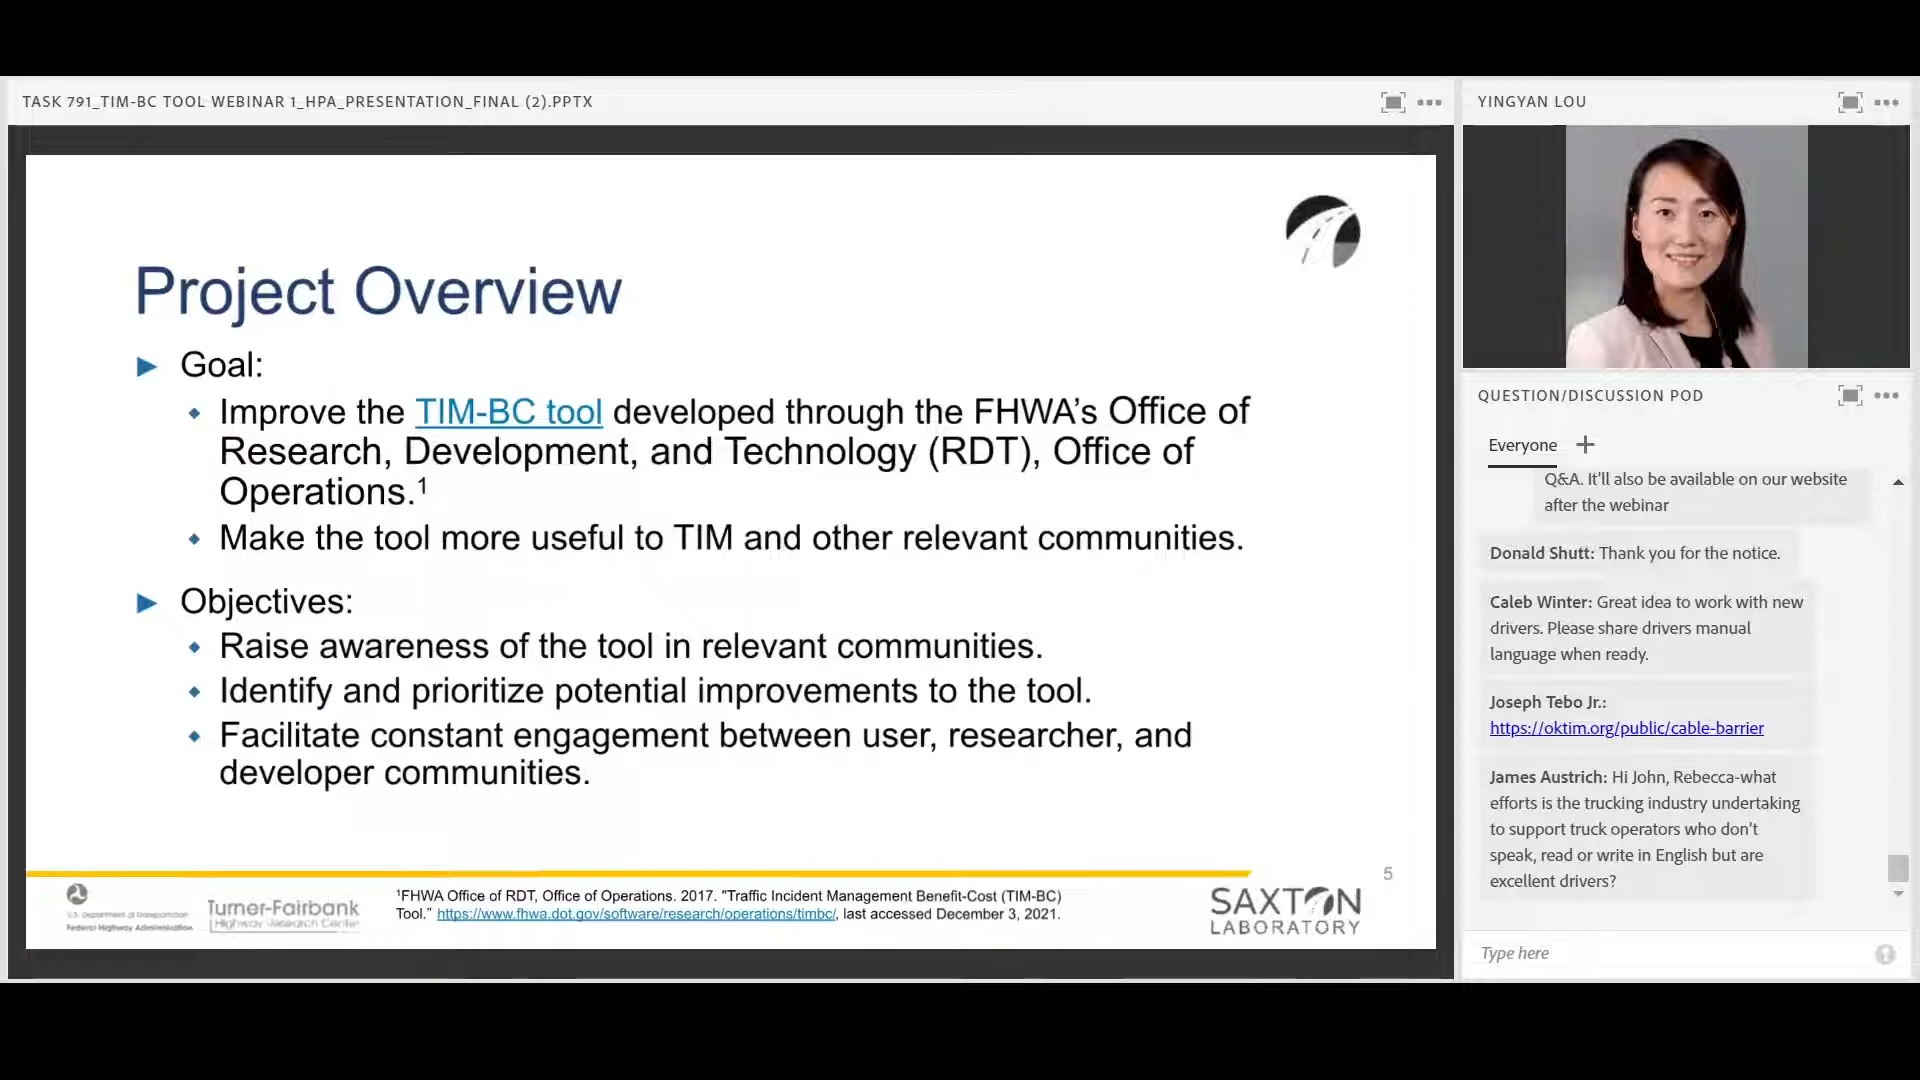 TASK 791_TIM-BC TOOL WEBINAR 1_HPA_PRESENTATION_FINAL (2).PPTX
Project Overview
Goal:
Improve the TIM-BC tool developed through the FHWA’s Office of
Research, Development, and Technology (RDT), Office of
Operations.¹
Make the tool more useful to TIM and other relevant communities.
Objectives:
Raise awareness of the tool in relevant communities.
Identify and prioritize potential improvements to the tool.
Facilitate constant engagement between user, researcher, and
developer communities.
5
U.S. Department of Transportation
Federal Highway Administration
Turner-Fairbank
Highway Research Center
¹FHWA Office of RDT, Office of Operations. 2017. "Traffic Incident Management Benefit-Cost (TIM-BC)
Tool.” https://www.fhwa.dot.gov/software/research/operations/timbc/, last accessed December 3, 2021.
SAXTON
LABORATORY
YINGYAN LOU
QUESTION/DISCUSSION POD
Everyone
Q&A. It'll also be available on our website
after the webinar
Donald Shutt: Thank you for the notice.
Caleb Winter: Great idea to work with new
drivers. Please share drivers manual
language when ready.
Joseph Tebo Jr.:
https://oktim.org/public/cable-barrier
James Austrich: Hi John, Rebecca-what
efforts is the trucking industry undertaking
to support truck operators who don't
speak, read or write in English but are
excellent drivers?
Type here